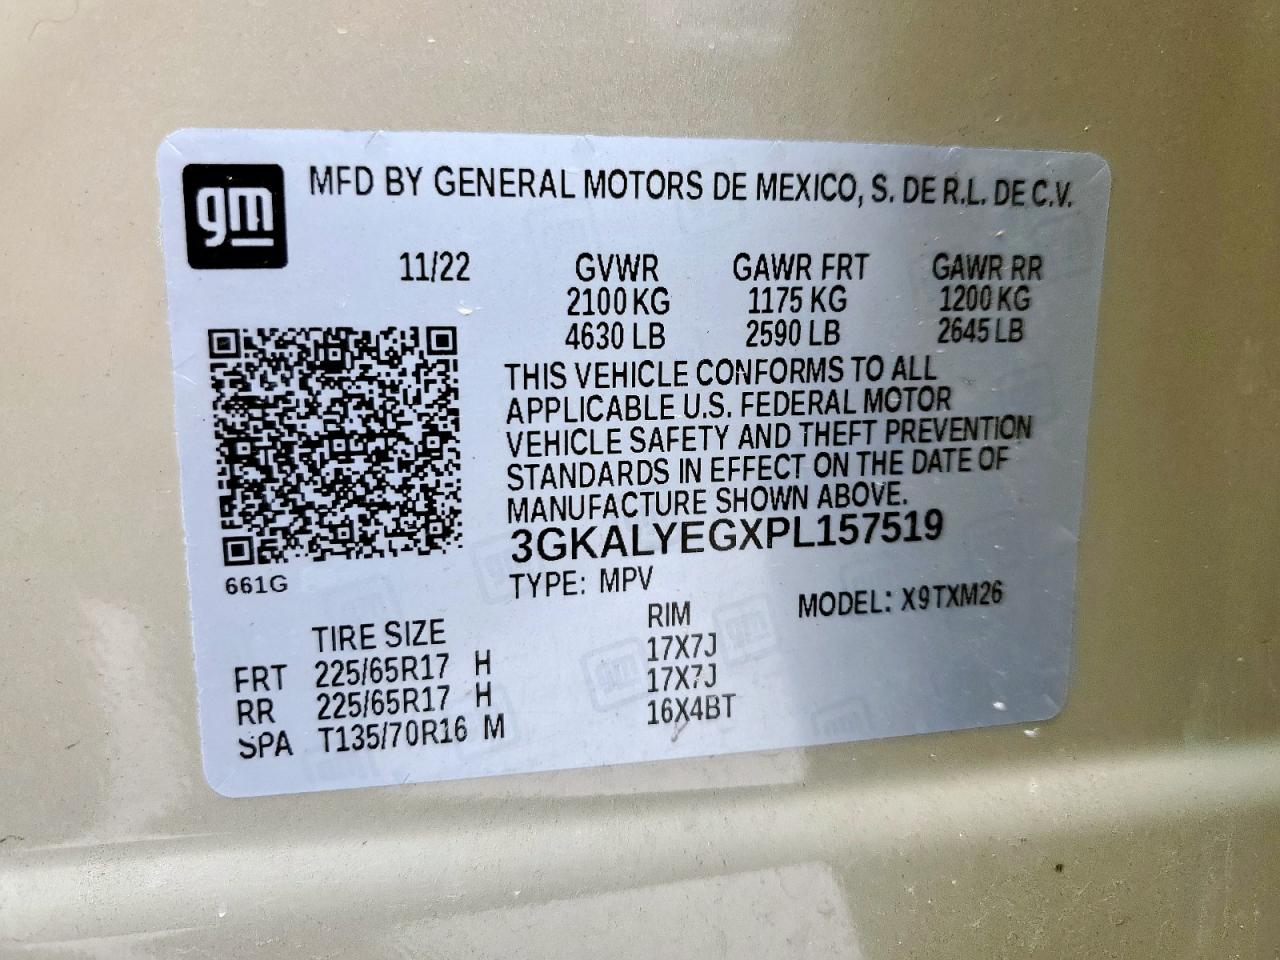 gm
MFD BY GENERAL MOTORS DE MEXICO, S. DE R.L. DE C.V.
11/22 GVWR GAWR FRT GAWR RR
2100 KG 1175 KG 1200 KG
4630 LB 2590 LB 2645 LB
THIS VEHICLE CONFORMS TO ALL
APPLICABLE U.S. FEDERAL MOTOR
VEHICLE SAFETY AND THEFT PREVENTION
STANDARDS IN EFFECT ON THE DATE OF
MANUFACTURE SHOWN ABOVE.
3GKALYEGXPL157519
661G
TYPE: MPV MODEL: X9TXM26
TIRE SIZE RIM
FRT 225/65R17 H 17X7J
RR 225/65R17 H 17X7J
SPA T135/70R16 M 16X4BT